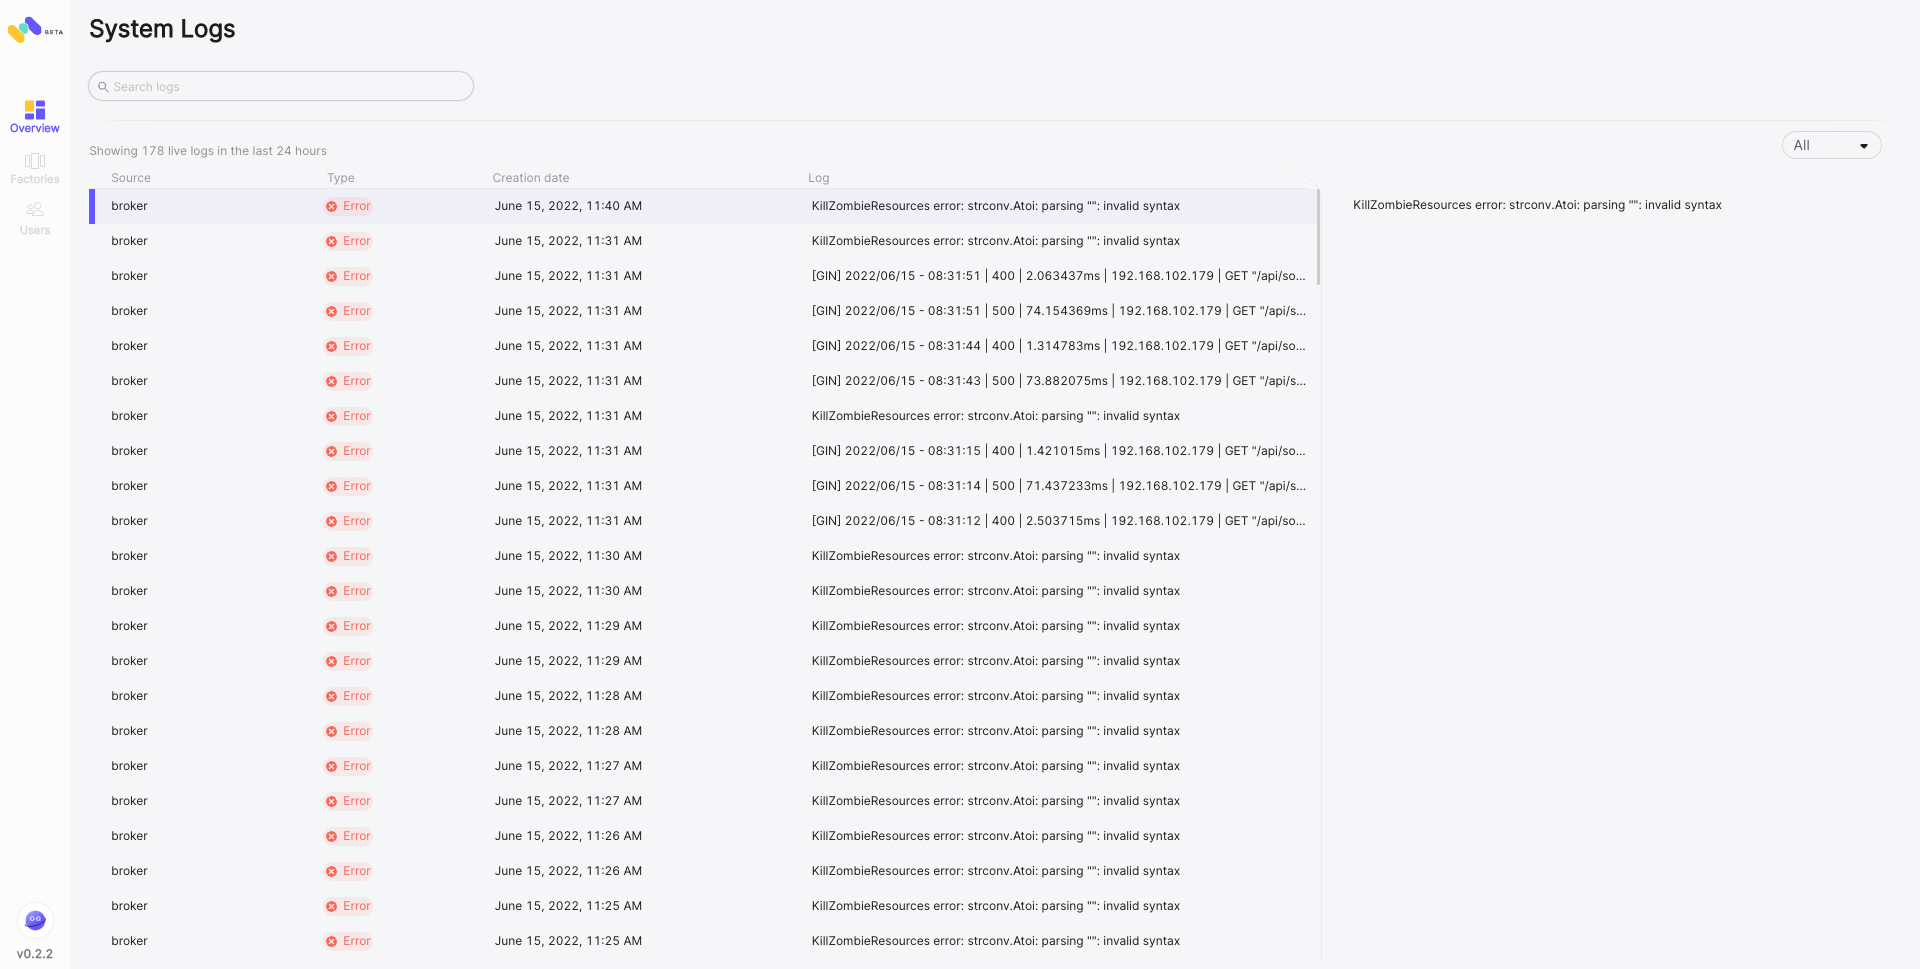 BETA
System Logs
Search logs
Overview
Factories
Users
Showing 178 live logs in the last 24 hours
All
Source Type Creation date Log
broker Error June 15, 2022, 11:40 AM KillZombieResources error: strconv.Atoi: parsing "": invalid syntax
KillZombieResources error: strconv.Atoi: parsing "": invalid syntax
broker Error June 15, 2022, 11:31 AM KillZombieResources error: strconv.Atoi: parsing "": invalid syntax
broker Error June 15, 2022, 11:31 AM [GIN] 2022/06/15 - 08:31:51 | 400 | 2.063437ms | 192.168.102.179 | GET "/api/so...
broker Error June 15, 2022, 11:31 AM [GIN] 2022/06/15 - 08:31:51 | 500 | 74.154369ms | 192.168.102.179 | GET "/api/s...
broker Error June 15, 2022, 11:31 AM [GIN] 2022/06/15 - 08:31:44 | 400 | 1.314783ms | 192.168.102.179 | GET "/api/so...
broker Error June 15, 2022, 11:31 AM [GIN] 2022/06/15 - 08:31:43 | 500 | 73.882075ms | 192.168.102.179 | GET "/api/s...
broker Error June 15, 2022, 11:31 AM KillZombieResources error: strconv.Atoi: parsing "": invalid syntax
broker Error June 15, 2022, 11:31 AM [GIN] 2022/06/15 - 08:31:15 | 400 | 1.421015ms | 192.168.102.179 | GET "/api/so...
broker Error June 15, 2022, 11:31 AM [GIN] 2022/06/15 - 08:31:14 | 500 | 71.437233ms | 192.168.102.179 | GET "/api/s...
broker Error June 15, 2022, 11:31 AM [GIN] 2022/06/15 - 08:31:12 | 400 | 2.503715ms | 192.168.102.179 | GET "/api/so...
broker Error June 15, 2022, 11:30 AM KillZombieResources error: strconv.Atoi: parsing "": invalid syntax
broker Error June 15, 2022, 11:30 AM KillZombieResources error: strconv.Atoi: parsing "": invalid syntax
broker Error June 15, 2022, 11:29 AM KillZombieResources error: strconv.Atoi: parsing "": invalid syntax
broker Error June 15, 2022, 11:29 AM KillZombieResources error: strconv.Atoi: parsing "": invalid syntax
broker Error June 15, 2022, 11:28 AM KillZombieResources error: strconv.Atoi: parsing "": invalid syntax
broker Error June 15, 2022, 11:28 AM KillZombieResources error: strconv.Atoi: parsing "": invalid syntax
broker Error June 15, 2022, 11:27 AM KillZombieResources error: strconv.Atoi: parsing "": invalid syntax
broker Error June 15, 2022, 11:27 AM KillZombieResources error: strconv.Atoi: parsing "": invalid syntax
broker Error June 15, 2022, 11:26 AM KillZombieResources error: strconv.Atoi: parsing "": invalid syntax
broker Error June 15, 2022, 11:26 AM KillZombieResources error: strconv.Atoi: parsing "": invalid syntax
broker Error June 15, 2022, 11:25 AM KillZombieResources error: strconv.Atoi: parsing "": invalid syntax
broker Error June 15, 2022, 11:25 AM KillZombieResources error: strconv.Atoi: parsing "": invalid syntax
v0.2.2